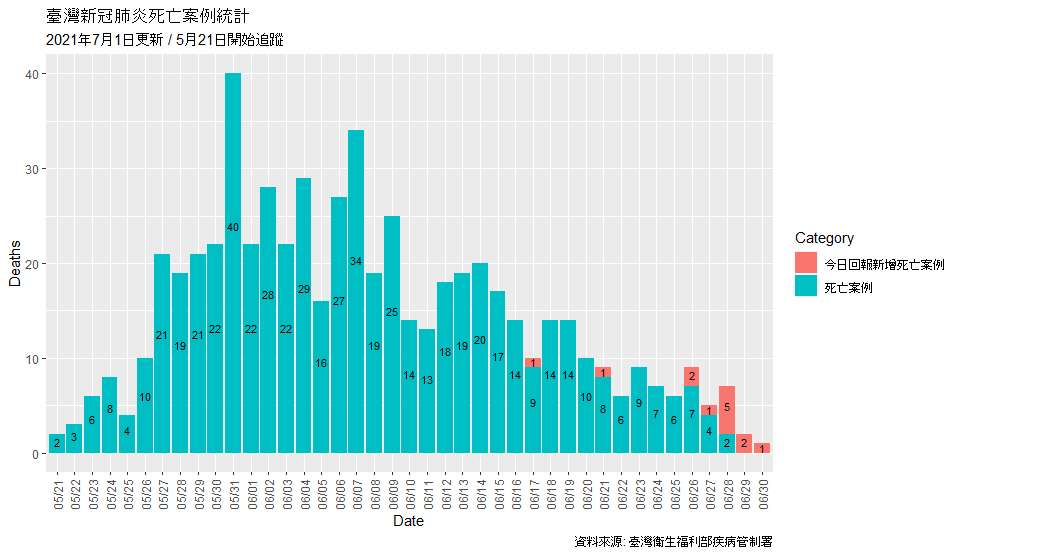 臺灣新冠肺炎死亡案例統計
2021年7月1日更新 / 5月21日開始追蹤
Deaths
40
30
20
10
0
2 3 6 8 4 10 21 19 21 22 40 22 28 22 29 16 27 34 19 25 14 13 18 19 20 17 14 1 9 14 14 10 1 8 6 9 7 6 2 7 1 4 5 2 2 1
05/21 05/22 05/23 05/24 05/25 05/26 05/27 05/28 05/29 05/30 05/31 06/01 06/02 06/03 06/04 06/05 06/06 06/07 06/08 06/09 06/10 06/11 06/12 06/13 06/14 06/15 06/16 06/17 06/18 06/19 06/20 06/21 06/22 06/23 06/24 06/25 06/26 06/27 06/28 06/29 06/30
Date
Category
今日回報新增死亡案例
死亡案例
資料來源: 臺灣衛生福利部疾病管制署